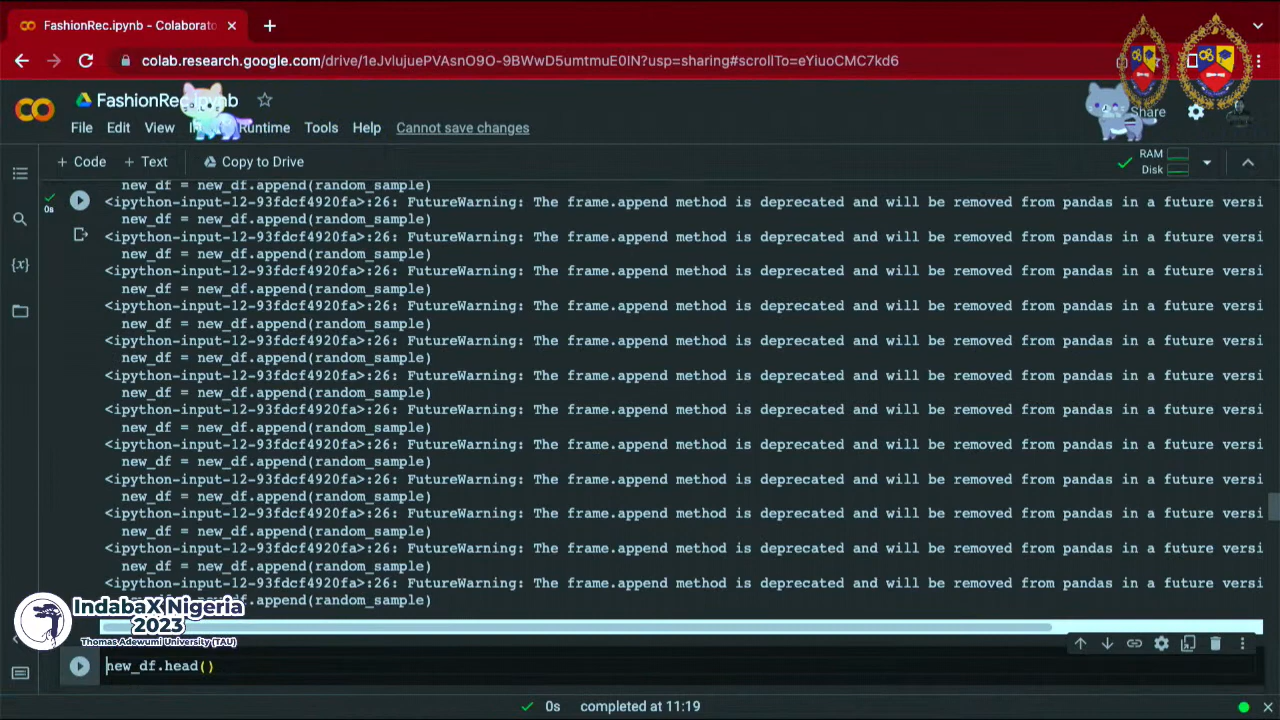 FashionRec.ipynb - Colaborato
colab.research.google.com/drive/1eJvlujuePVAsnO9O-9BWwD5umtmuE0IN?usp=sharing#scrollTo=eYiuoCMC7kd6
FashionRec.ipynb
File Edit View Runtime Tools Help Cannot save changes
Share
+ Code + Text Copy to Drive
RAM
Disk
new_df = new_df.append(random_sample)
0s
<ipython-input-12-93fdcf4920fa>:26: FutureWarning: The frame.append method is deprecated and will be removed from pandas in a future versi
new_df = new_df.append(random_sample)
<ipython-input-12-93fdcf4920fa>:26: FutureWarning: The frame.append method is deprecated and will be removed from pandas in a future versi
new_df = new_df.append(random_sample)
<ipython-input-12-93fdcf4920fa>:26: FutureWarning: The frame.append method is deprecated and will be removed from pandas in a future versi
new_df = new_df.append(random_sample)
<ipython-input-12-93fdcf4920fa>:26: FutureWarning: The frame.append method is deprecated and will be removed from pandas in a future versi
new_df = new_df.append(random_sample)
<ipython-input-12-93fdcf4920fa>:26: FutureWarning: The frame.append method is deprecated and will be removed from pandas in a future versi
new_df = new_df.append(random_sample)
<ipython-input-12-93fdcf4920fa>:26: FutureWarning: The frame.append method is deprecated and will be removed from pandas in a future versi
new_df = new_df.append(random_sample)
<ipython-input-12-93fdcf4920fa>:26: FutureWarning: The frame.append method is deprecated and will be removed from pandas in a future versi
new_df = new_df.append(random_sample)
<ipython-input-12-93fdcf4920fa>:26: FutureWarning: The frame.append method is deprecated and will be removed from pandas in a future versi
new_df = new_df.append(random_sample)
<ipython-input-12-93fdcf4920fa>:26: FutureWarning: The frame.append method is deprecated and will be removed from pandas in a future versi
new_df = new_df.append(random_sample)
<ipython-input-12-93fdcf4920fa>:26: FutureWarning: The frame.append method is deprecated and will be removed from pandas in a future versi
new_df = new_df.append(random_sample)
<ipython-input-12-93fdcf4920fa>:26: FutureWarning: The frame.append method is deprecated and will be removed from pandas in a future versi
new_df = new_df.append(random_sample)
<ipython-input-12-93fdcf4920fa>:26: FutureWarning: The frame.append method is deprecated and will be removed from pandas in a future versi
new_df.append(random_sample)
IndabaX Nigeria
2023
Thomas Adewumi University (TAU)
new_df.head()
0s completed at 11:19